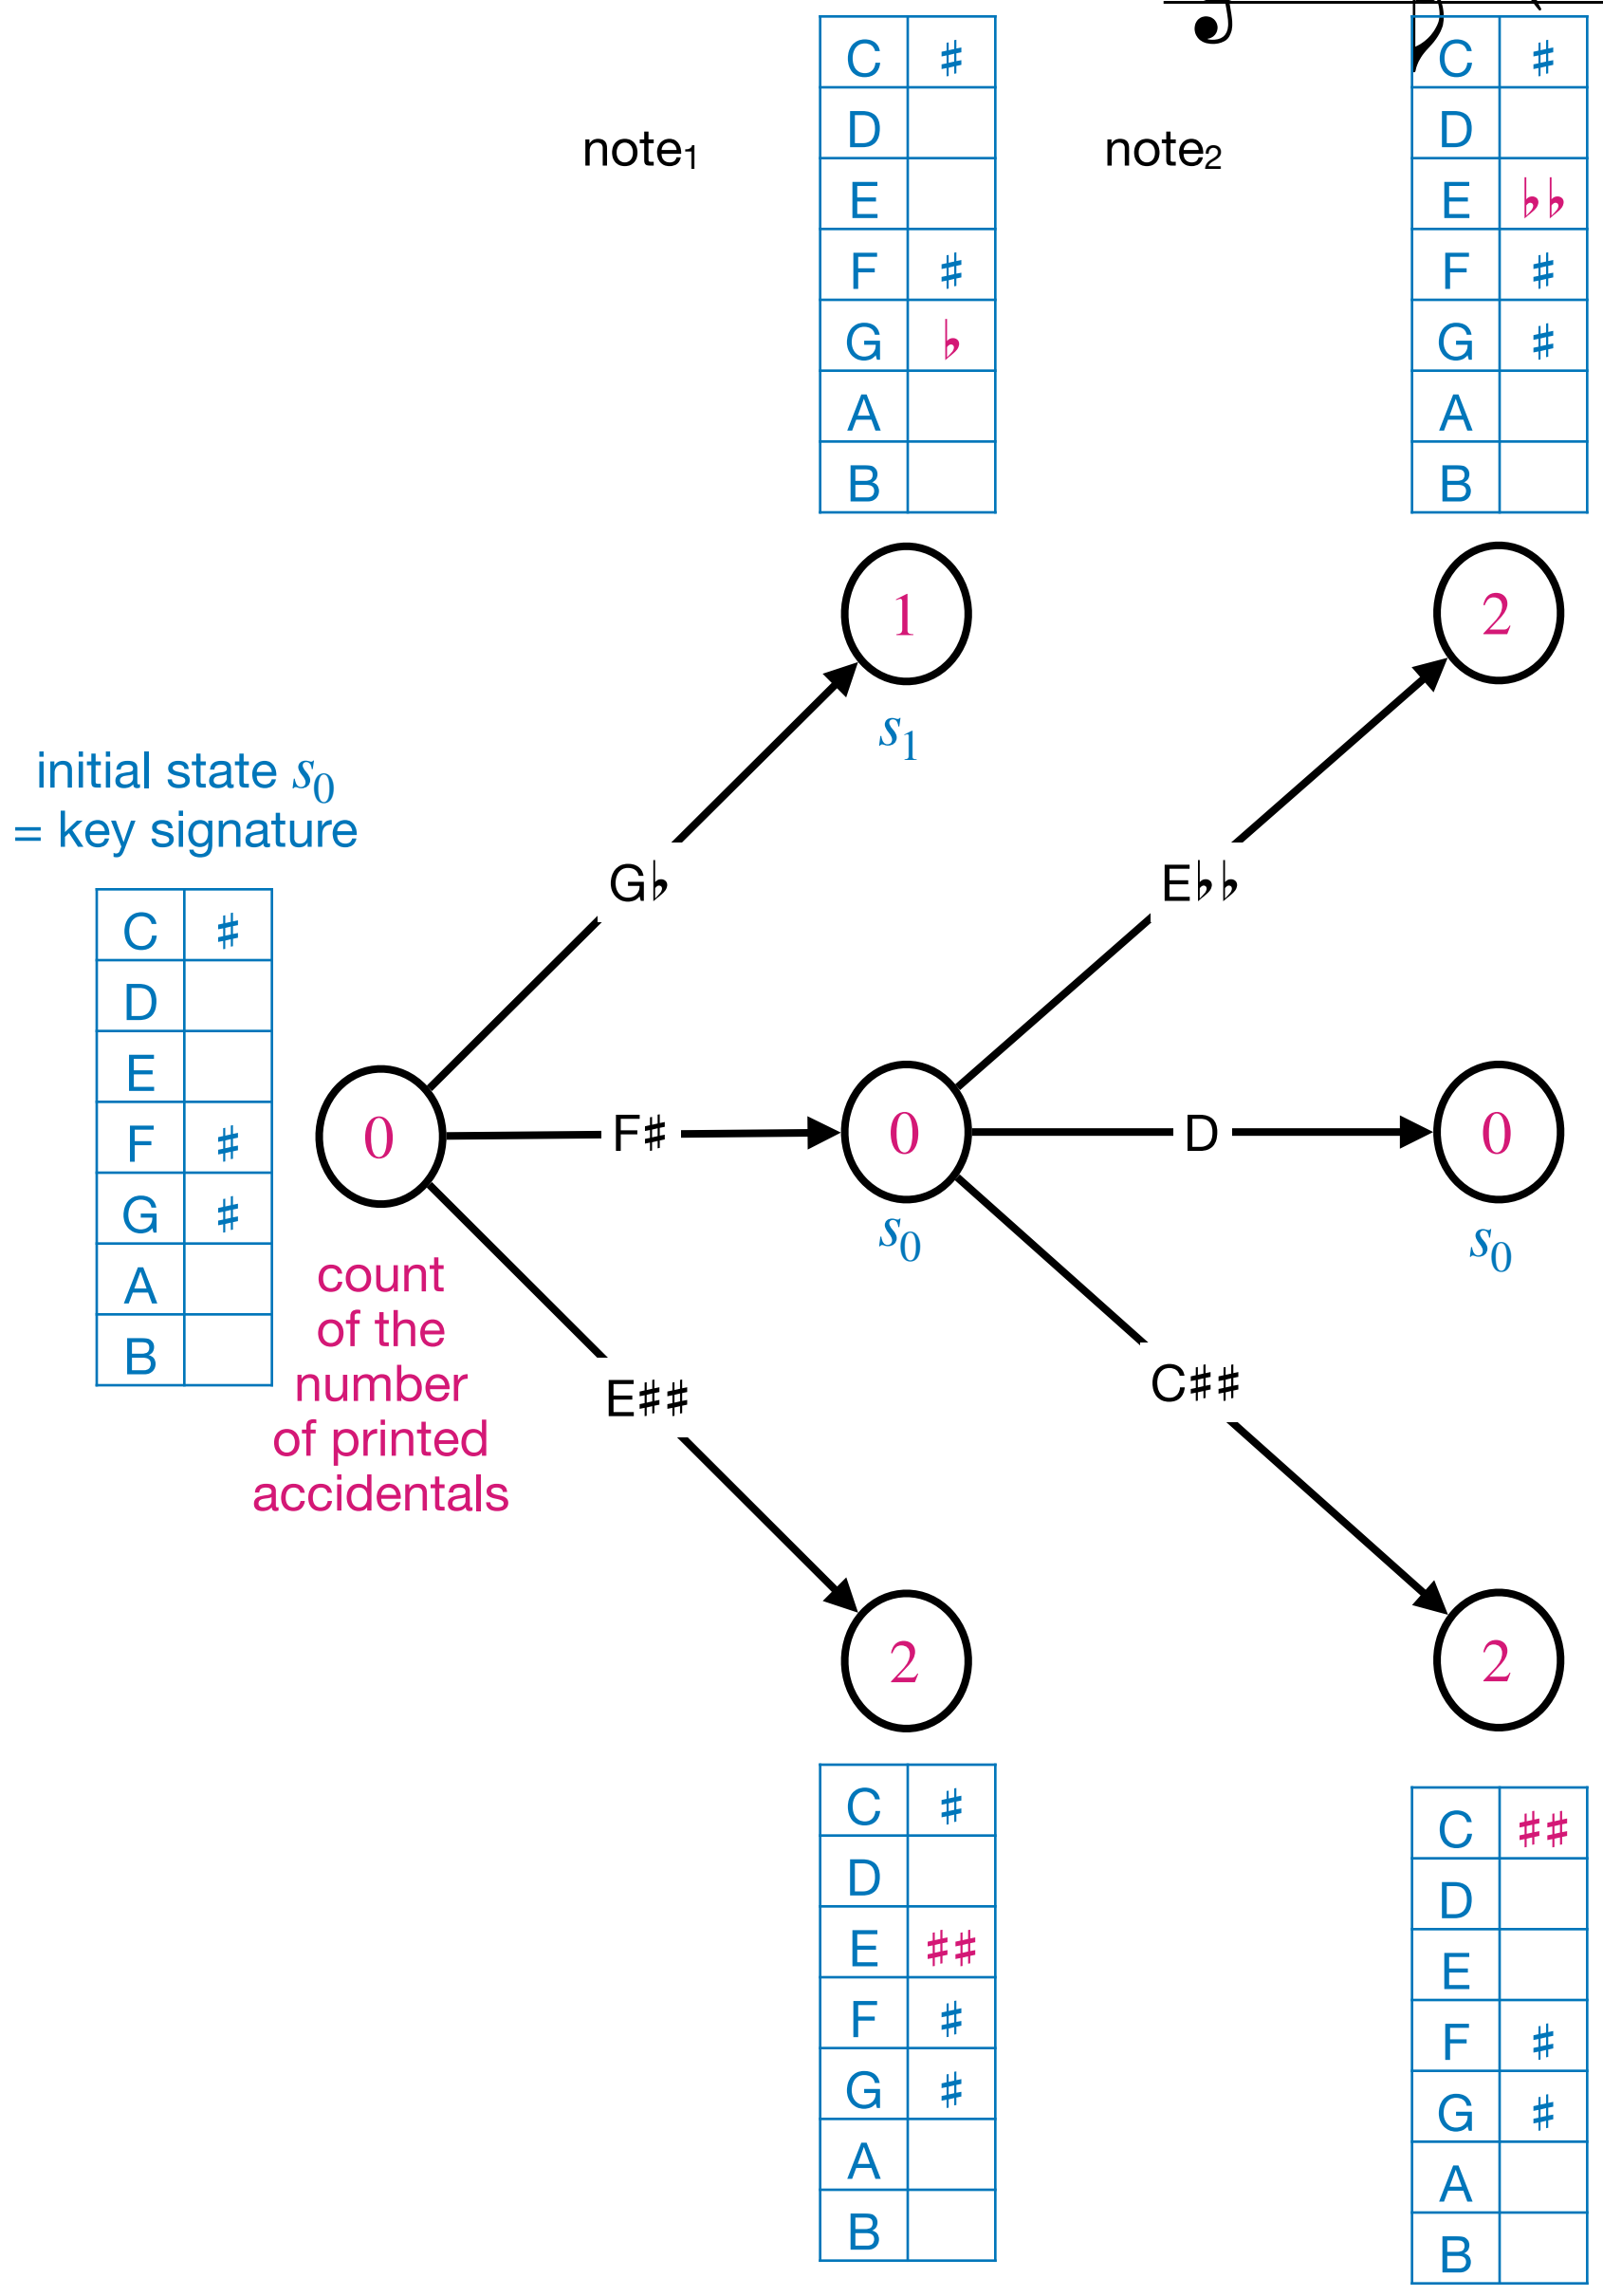 C #
D
E
F #
G ♭
A
B
note1
note2
C #
D
E ♭♭
F #
G #
A
B
1
s1
2
initial state s0
= key signature
C #
D
E
F #
G #
A
B
G♭
E♭♭
0
F#
0
s0
D
0
s0
count
of the
number
of printed
accidentals
E##
C##
2
2
C #
D
E ##
F #
G #
A
B
C ##
D
E
F #
G #
A
B